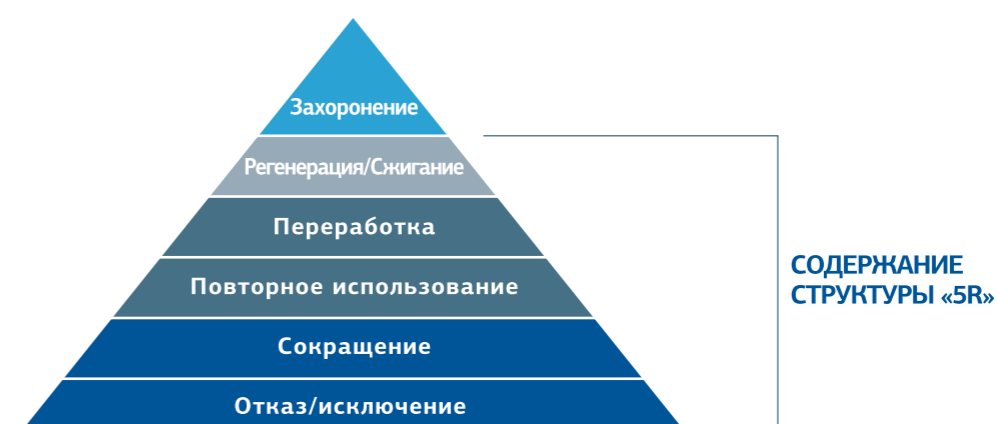 Захоронение
Регенерация/Сжигание
Переработка
Повторное использование
Сокращение
Отказ/исключение
СОДЕРЖАНИЕ
СТРУКТУРЫ «5R»